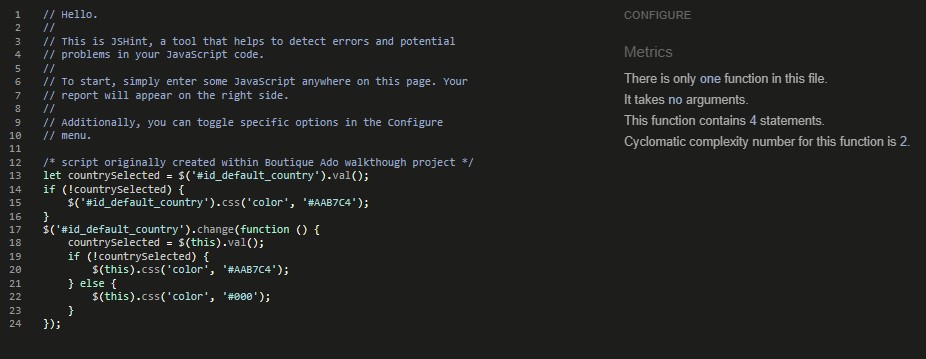 1 // Hello.
2 //
3 // This is JSHint, a tool that helps to detect errors and potential
4 // problems in your JavaScript code.
5 //
6 // To start, simply enter some JavaScript anywhere on this page. Your
7 // report will appear on the right side.
8 //
9 // Additionally, you can toggle specific options in the Configure
10 // menu.
11
12 /* script originally created within Boutique Ado walkthough project */
13 let countrySelected = $('#id_default_country').val();
14 if (!countrySelected) {
15     $('#id_default_country').css('color', '#AAB7C4');
16 }
17 $('#id_default_country').change(function () {
18     countrySelected = $(this).val();
19     if (!countrySelected) {
20         $(this).css('color', '#AAB7C4');
21     } else {
22         $(this).css('color', '#000');
23     }
24 });
CONFIGURE
Metrics
There is only one function in this file.
It takes no arguments.
This function contains 4 statements.
Cyclomatic complexity number for this function is 2.